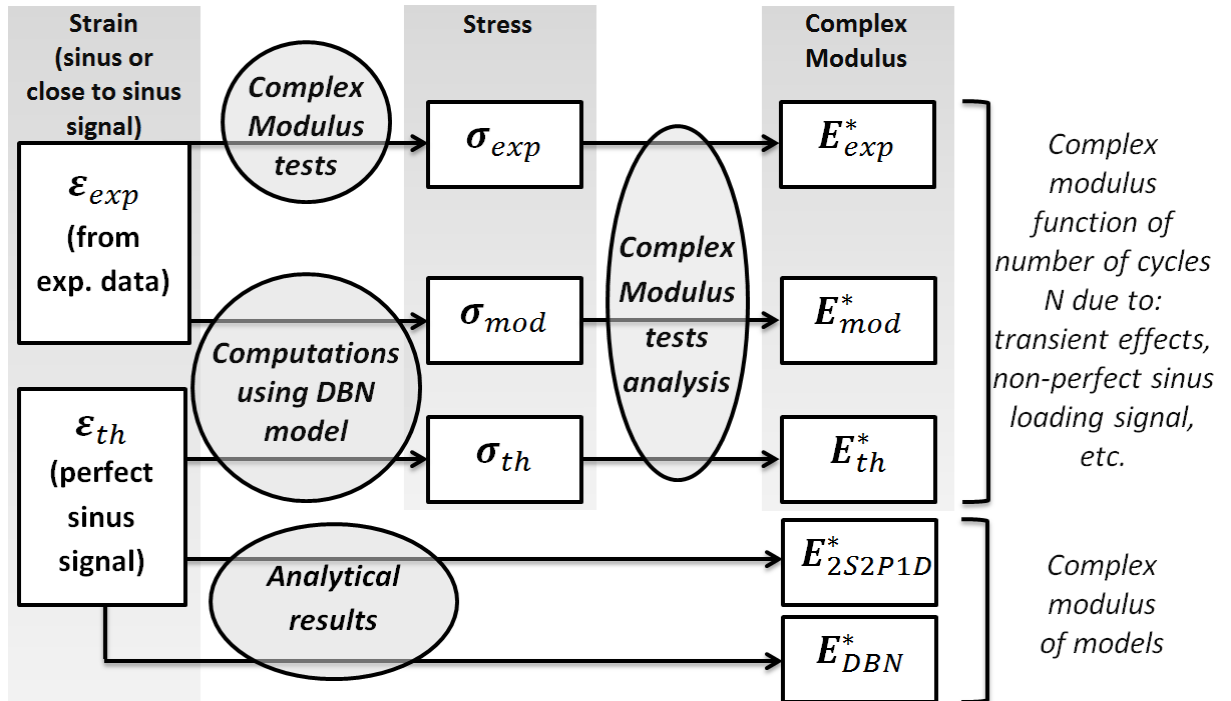 Strain
(sinus or
close to sinus
signal)
Stress
Complex
Modulus
Complex
Modulus
tests
ε_exp
(from
exp. data)
σ_exp
E*_exp
Computations
using DBN
model
σ_mod
Complex
Modulus
tests
analysis
E*_mod
ε_th
(perfect
sinus
signal)
σ_th
E*_th
Complex
modulus
function of
number of cycles
N due to:
transient effects,
non-perfect sinus
loading signal,
etc.
Analytical
results
E*_2S2P1D
E*_DBN
Complex
modulus
of models